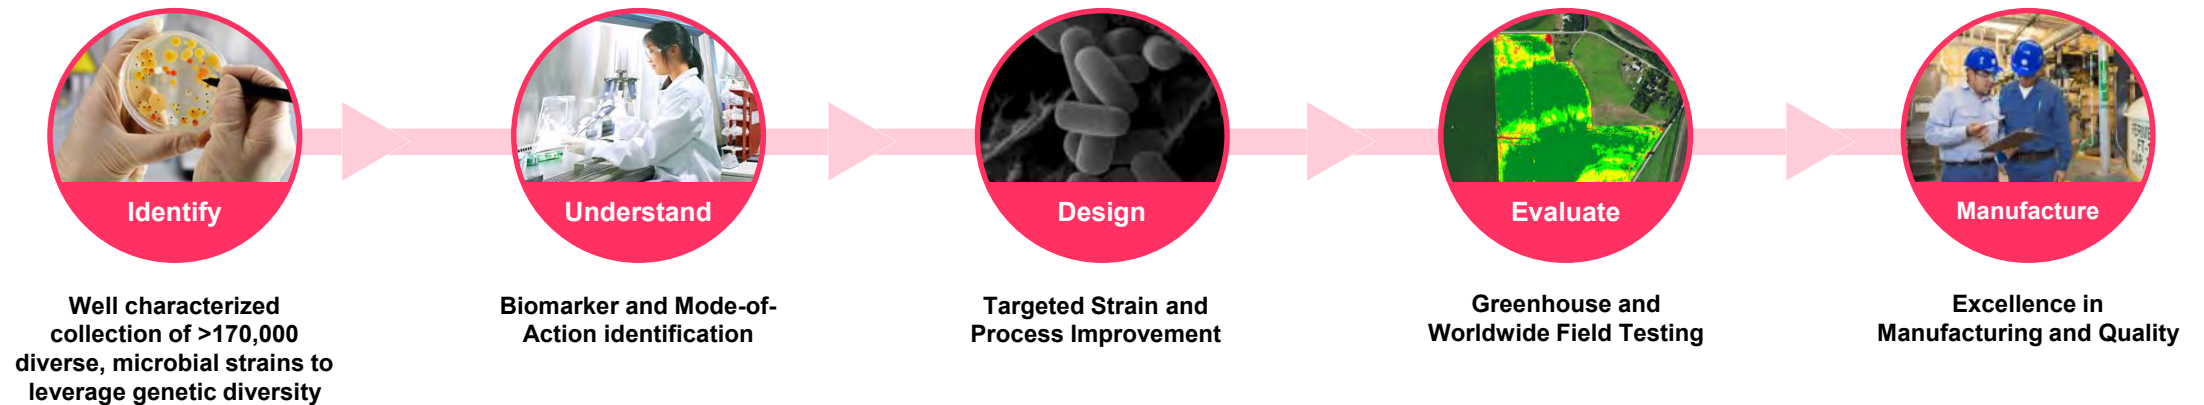 Identify
Understand
Design
Evaluate
Manufacture
Well characterized
collection of >170,000
diverse, microbial strains to
leverage genetic diversity
Biomarker and Mode-of-
Action identification
Targeted Strain and
Process Improvement
Greenhouse and
Worldwide Field Testing
Excellence in
Manufacturing and Quality